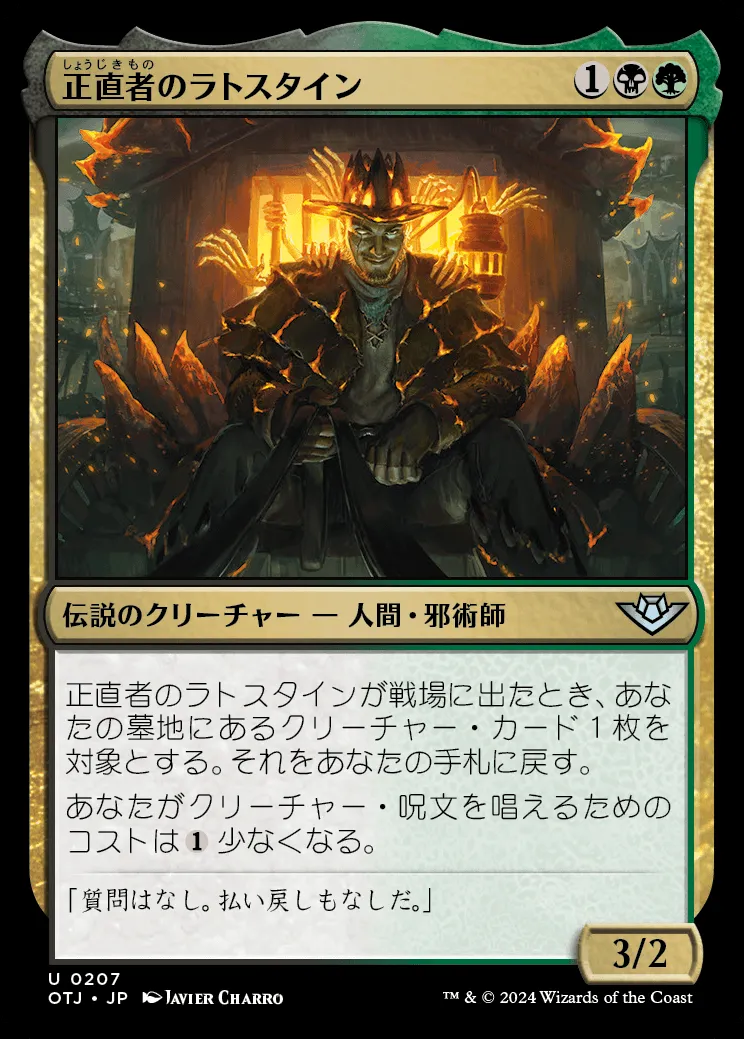 しょうじきもの
正直者のラトスタイン 1
伝説のクリーチャー — 人間・邪術師
正直者のラトスタインが戦場に出たとき、あな
たの墓地にあるクリーチャー・カード１枚を
対象とする。それをあなたの手札に戻す。
あなたがクリーチャー・呪文を唱えるための
コストは 1 少なくなる。
「質問はなし。払い戻しもなしだ。」
3/2
U 0207
OTJ • JP Javier Charro
™ & © 2024 Wizards of the Coast